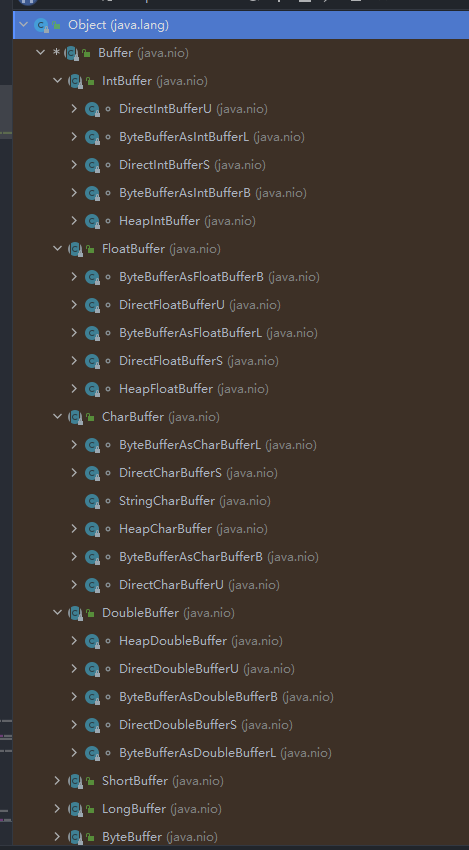 Object (java.lang)
* Buffer (java.nio)
IntBuffer (java.nio)
DirectIntBufferU (java.nio)
ByteBufferAsIntBufferL (java.nio)
DirectIntBufferS (java.nio)
ByteBufferAsIntBufferB (java.nio)
HeapIntBuffer (java.nio)
FloatBuffer (java.nio)
ByteBufferAsFloatBufferB (java.nio)
DirectFloatBufferU (java.nio)
ByteBufferAsFloatBufferL (java.nio)
DirectFloatBufferS (java.nio)
HeapFloatBuffer (java.nio)
CharBuffer (java.nio)
ByteBufferAsCharBufferL (java.nio)
DirectCharBufferS (java.nio)
StringCharBuffer (java.nio)
HeapCharBuffer (java.nio)
ByteBufferAsCharBufferB (java.nio)
DirectCharBufferU (java.nio)
DoubleBuffer (java.nio)
HeapDoubleBuffer (java.nio)
DirectDoubleBufferU (java.nio)
ByteBufferAsDoubleBufferB (java.nio)
DirectDoubleBufferS (java.nio)
ByteBufferAsDoubleBufferL (java.nio)
ShortBuffer (java.nio)
LongBuffer (java.nio)
ByteBuffer (java.nio)